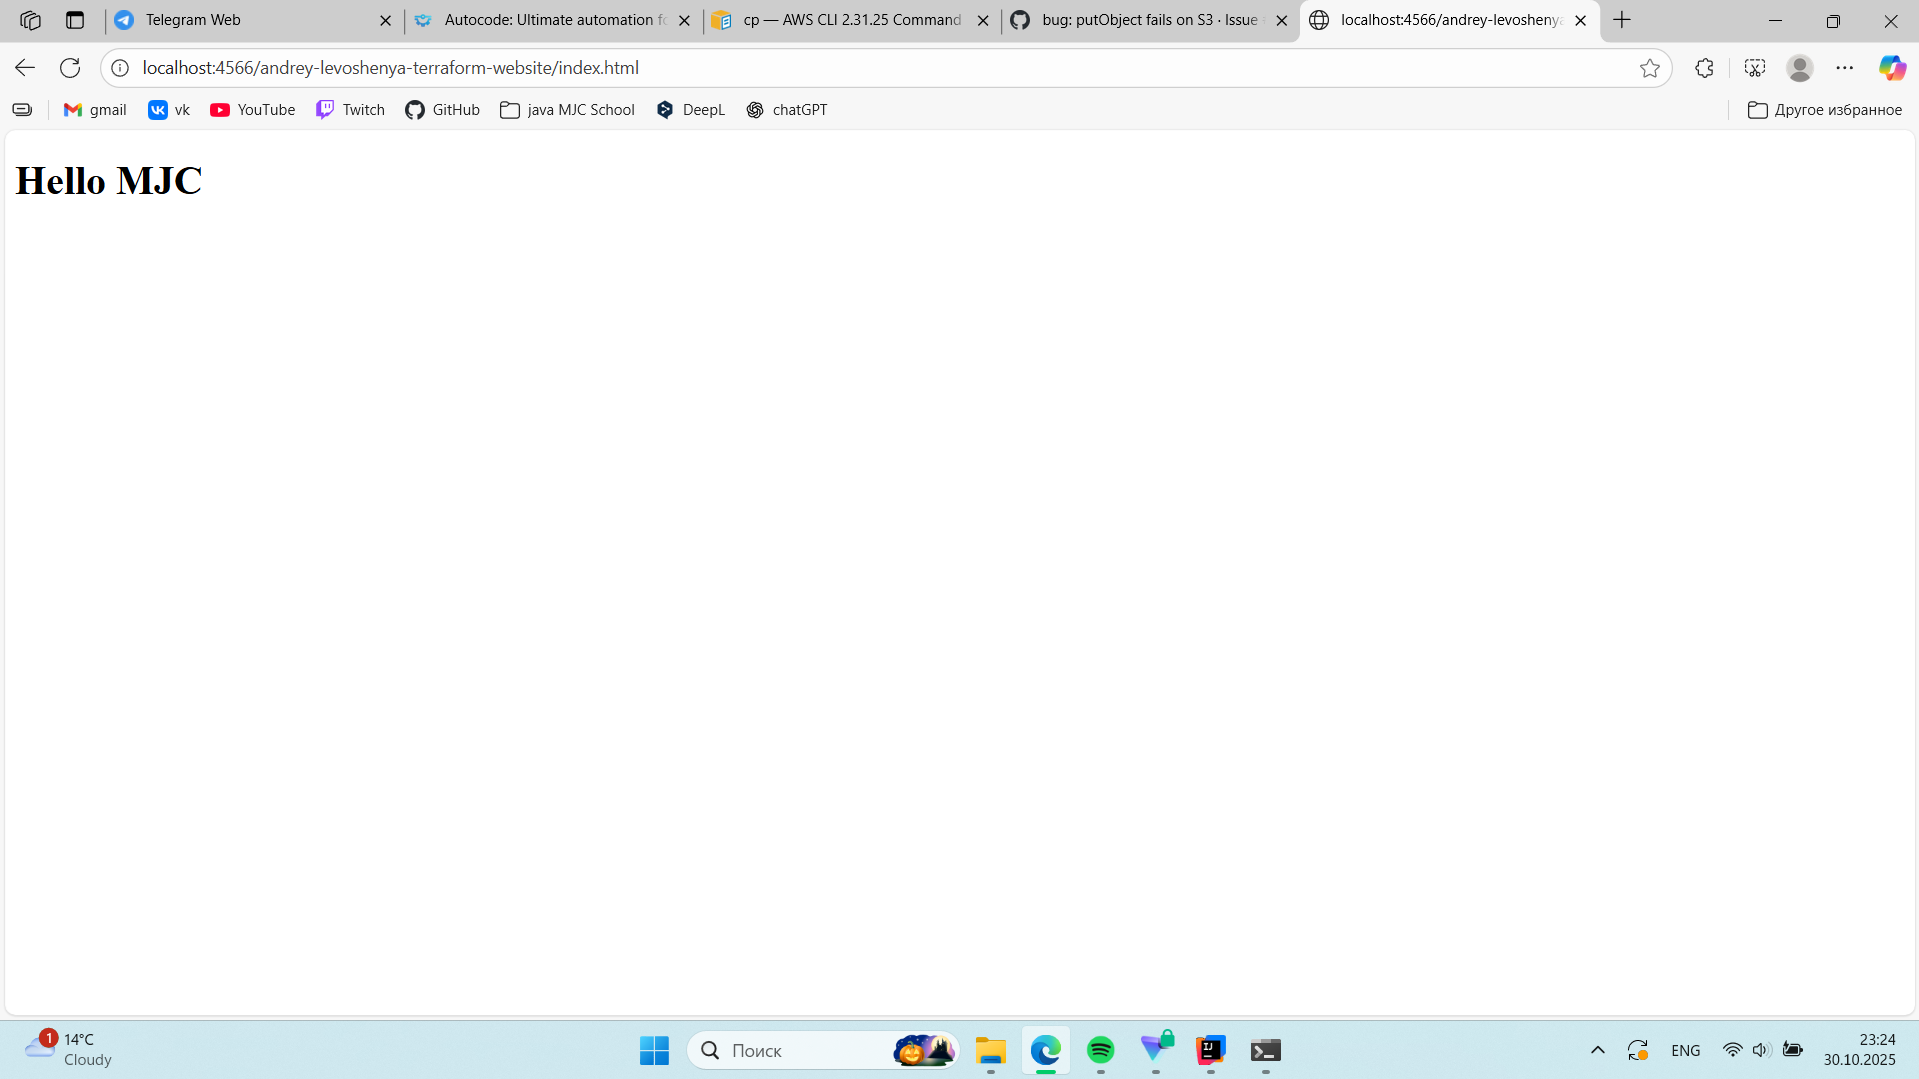 Telegram Web
Autocode: Ultimate automation fo
cp — AWS CLI 2.31.25 Command
bug: putObject fails on S3 · Issue
localhost:4566/andrey-levoshenya
localhost:4566/andrey-levoshenya-terraform-website/index.html
gmail
vk
YouTube
Twitch
GitHub
java MJC School
DeepL
chatGPT
Другое избранное
Hello MJC
1
14°C
Cloudy
Поиск
ENG
23:24
30.10.2025